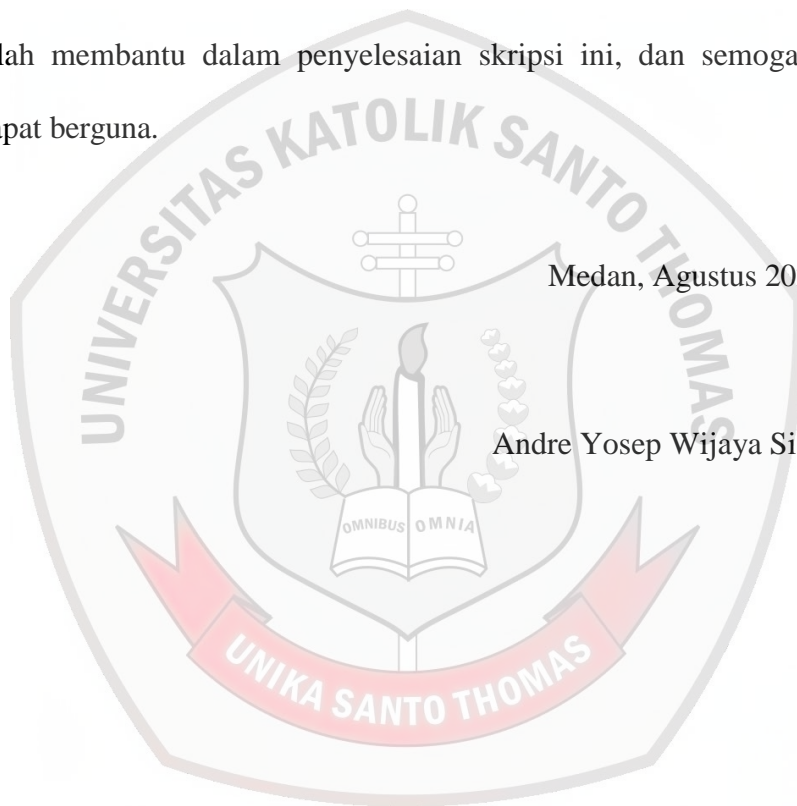 lah membantu dalam penyelesaian skripsi ini, dan semoga
pat berguna.
UNIVERSITAS KATOLIK SANTO THOMAS
Medan, Agustus 20
Andre Yosep Wijaya Si
OMNIBUS OMNIA
UNIKA SANTO THOMAS